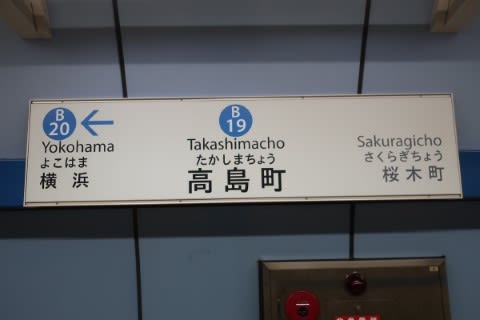 B
20
Yokohama
よこはま
横浜
B
19
Takashimacho
たかしまちょう
高島町
Sakuragicho
さくらぎちょう
桜木町